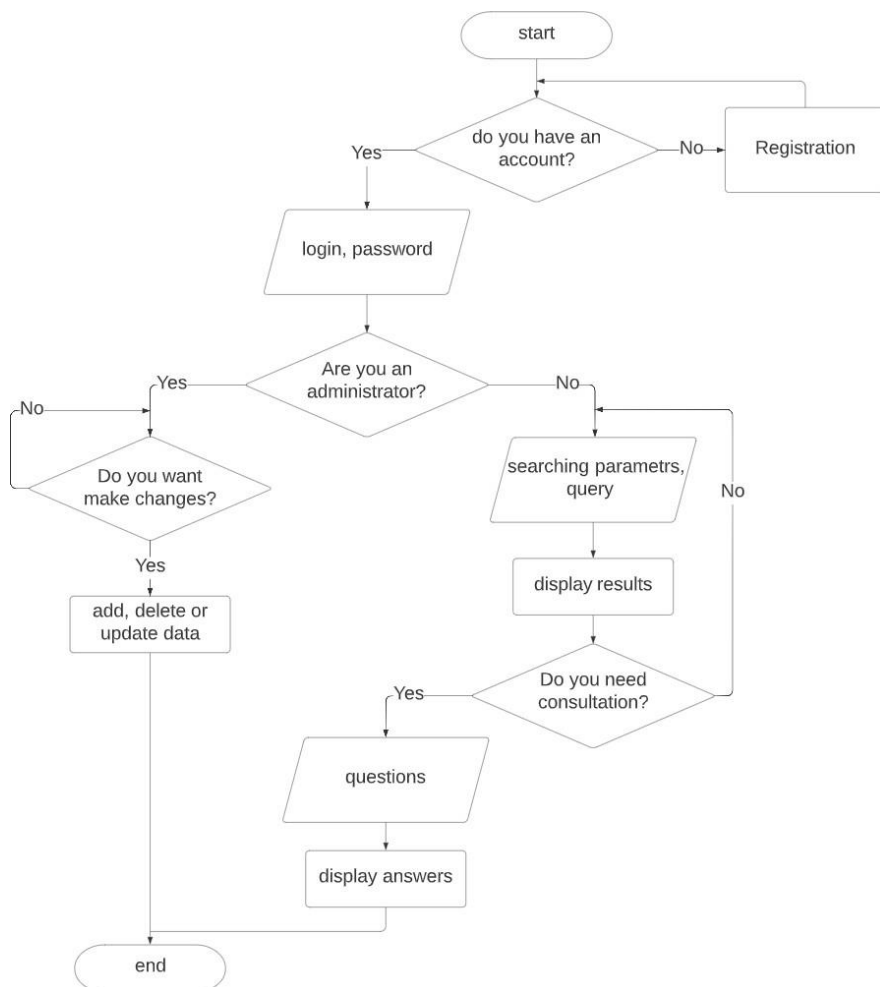 start
do you have an
account?
Yes
No
Registration
login, password
Are you an
administrator?
Yes
No
No
Do you want
make changes?
searching parametrs,
query
No
Yes
display results
add, delete or
update data
Do you need
consultation?
Yes
questions
display answers
end